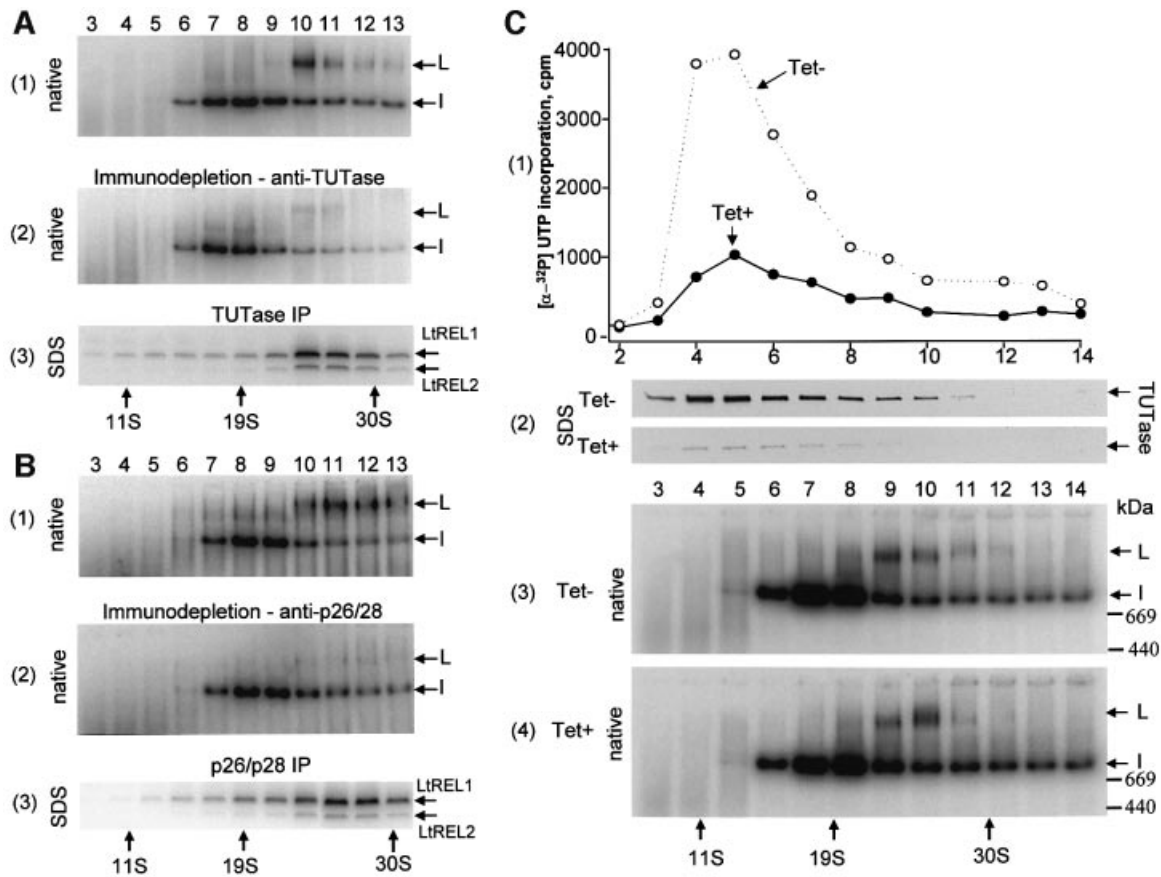 A
3 4 5 6 7 8 9 10 11 12 13
(1) native
L
I
Immunodepletion - anti-TUTase
(2) native
L
I
TUTase IP
(3) SDS
LtREL1
LtREL2
11S 19S 30S
B
3 4 5 6 7 8 9 10 11 12 13
(1) native
L
I
Immunodepletion - anti-p26/28
(2) native
L
I
p26/p28 IP
(3) SDS
LtREL1
LtREL2
11S 19S 30S
C
(1)
[α-³²P] UTP incorporation, cpm
4000
3000
2000
1000
0
Tet-
Tet+
2 4 6 8 10 12 14
(2) SDS
Tet-
Tet+
TUTase
3 4 5 6 7 8 9 10 11 12 13 14
kDa
(3) Tet- native
L
I
669
440
(4) Tet+ native
L
I
669
440
11S 19S 30S